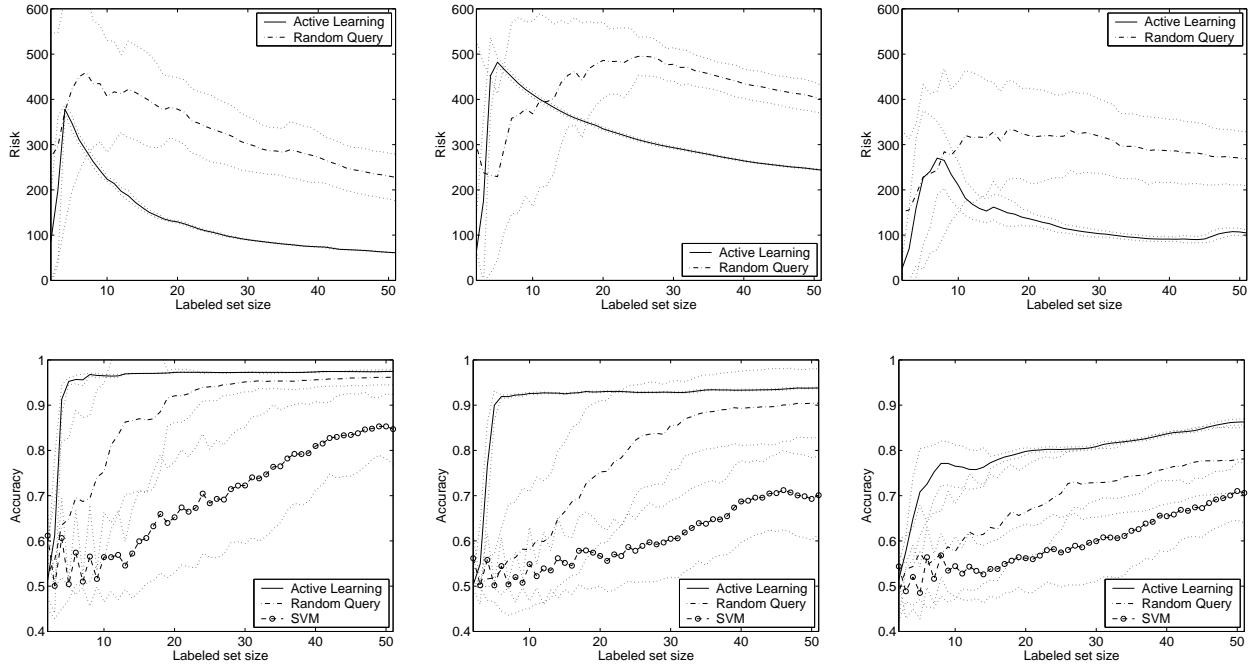 600
500
400
300
200
100
0
Risk
10 20 30 40 50
Labeled set size
Active Learning
Random Query
600
500
400
300
200
100
0
Risk
10 20 30 40 50
Labeled set size
Active Learning
Random Query
600
500
400
300
200
100
0
Risk
10 20 30 40 50
Labeled set size
Active Learning
Random Query
1
0.9
0.8
0.7
0.6
0.5
0.4
Accuracy
10 20 30 40 50
Labeled set size
Active Learning
Random Query
SVM
1
0.9
0.8
0.7
0.6
0.5
0.4
Accuracy
10 20 30 40 50
Labeled set size
Active Learning
Random Query
SVM
1
0.9
0.8
0.7
0.6
0.5
0.4
Accuracy
10 20 30 40 50
Labeled set size
Active Learning
Random Query
SVM